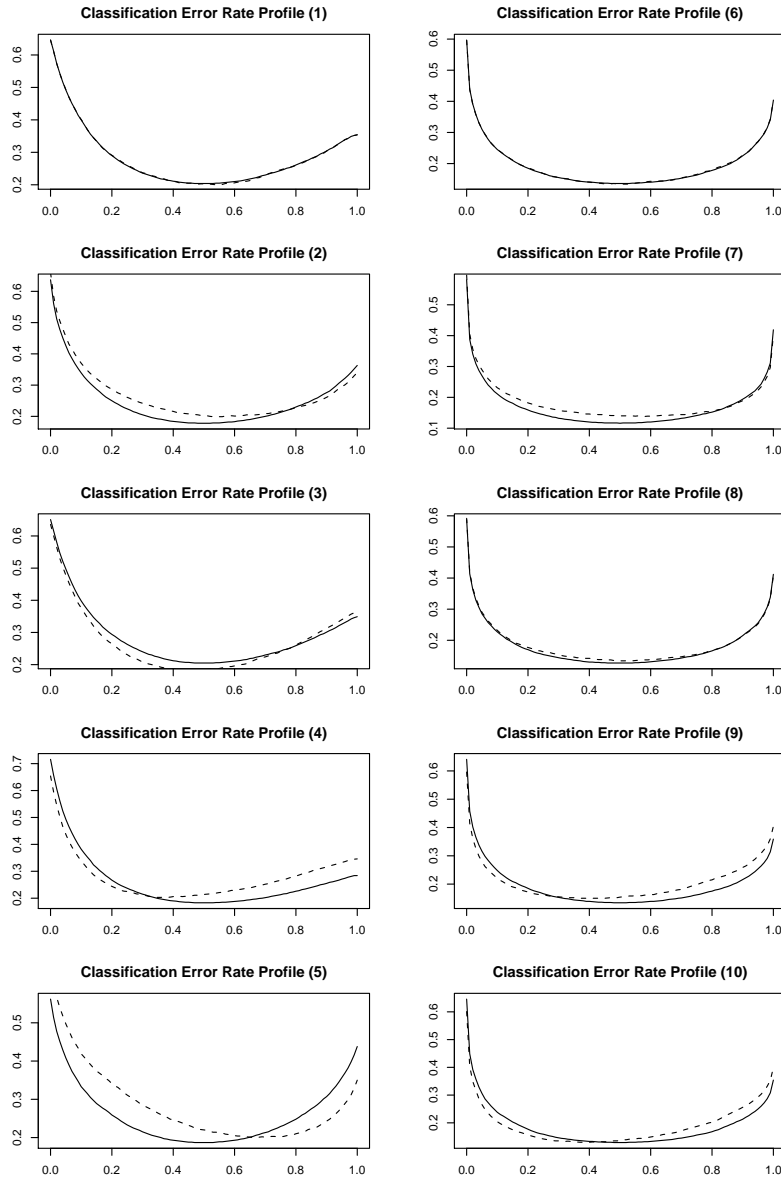 Classification Error Rate Profile (1)
0.2 0.3 0.4 0.5 0.6
0.0 0.2 0.4 0.6 0.8 1.0
Classification Error Rate Profile (6)
0.2 0.3 0.4 0.5 0.6
0.0 0.2 0.4 0.6 0.8 1.0
Classification Error Rate Profile (2)
0.2 0.3 0.4 0.5 0.6
0.0 0.2 0.4 0.6 0.8 1.0
Classification Error Rate Profile (7)
0.1 0.2 0.3 0.4 0.5
0.0 0.2 0.4 0.6 0.8 1.0
Classification Error Rate Profile (3)
0.2 0.3 0.4 0.5 0.6
0.0 0.2 0.4 0.6 0.8 1.0
Classification Error Rate Profile (8)
0.2 0.3 0.4 0.5 0.6
0.0 0.2 0.4 0.6 0.8 1.0
Classification Error Rate Profile (4)
0.2 0.3 0.4 0.5 0.6 0.7
0.0 0.2 0.4 0.6 0.8 1.0
Classification Error Rate Profile (9)
0.2 0.3 0.4 0.5 0.6
0.0 0.2 0.4 0.6 0.8 1.0
Classification Error Rate Profile (5)
0.2 0.3 0.4 0.5
0.0 0.2 0.4 0.6 0.8 1.0
Classification Error Rate Profile (10)
0.2 0.3 0.4 0.5 0.6
0.0 0.2 0.4 0.6 0.8 1.0